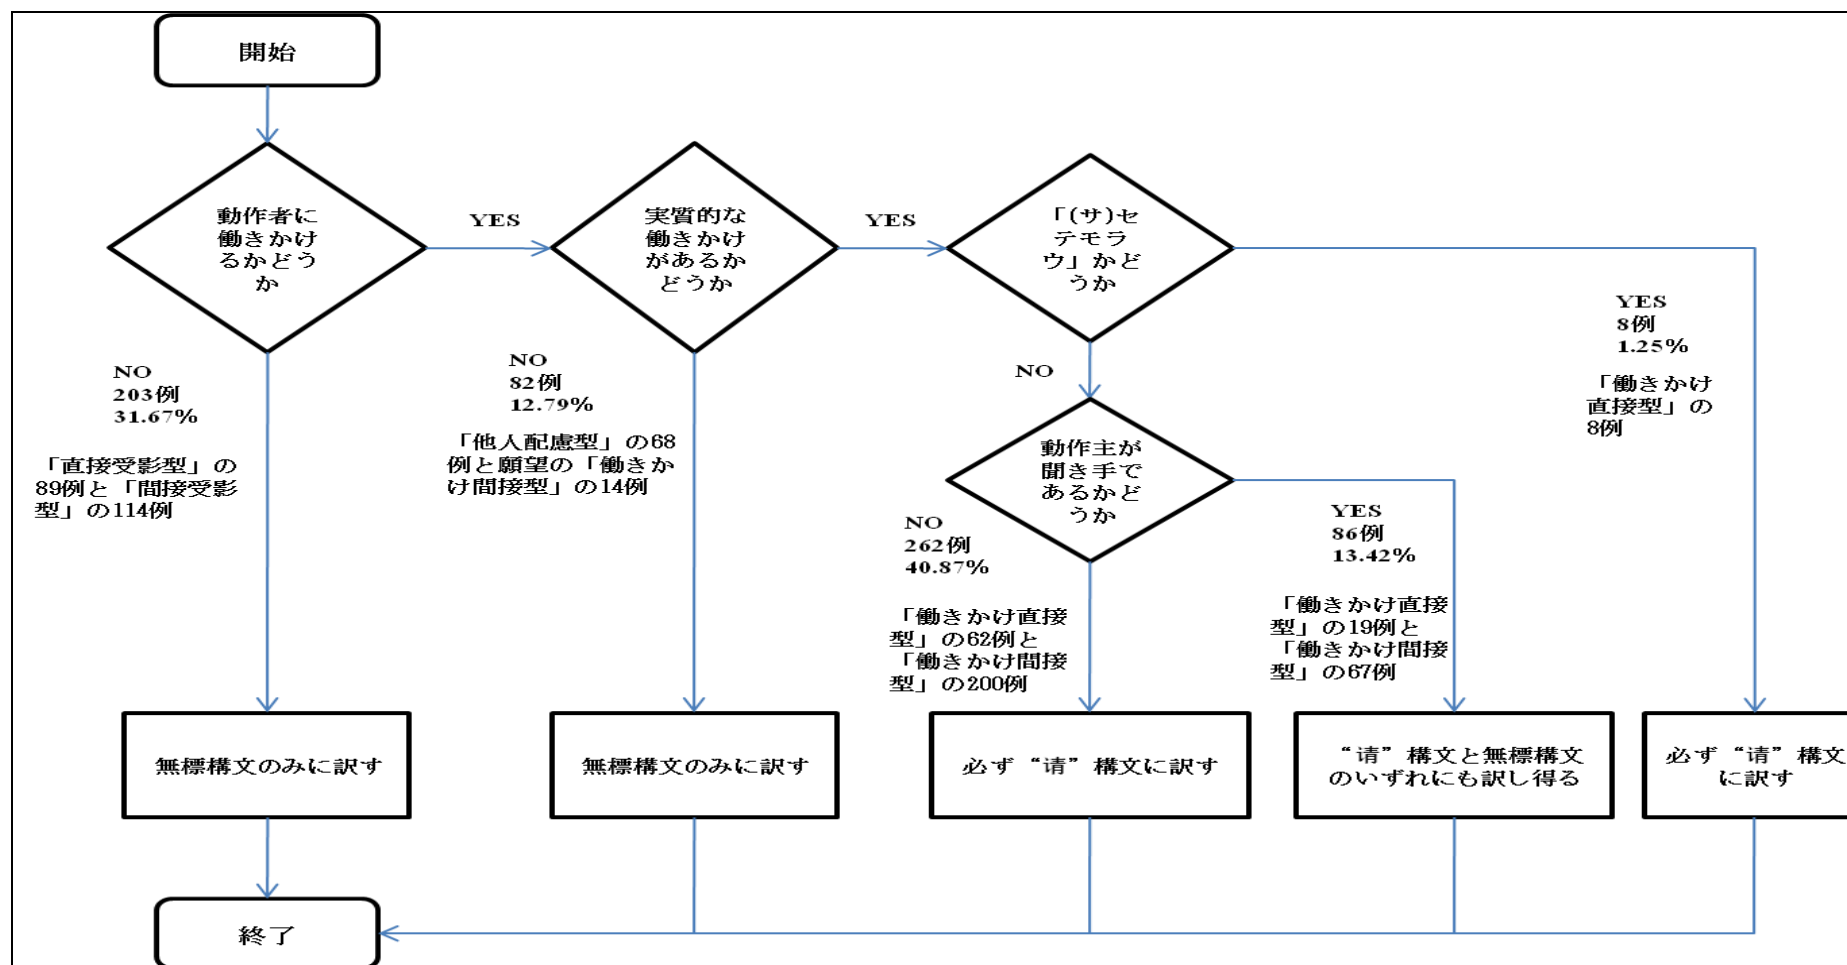 開始
動作者に
働きかけ
るかどう
か
YES
実質的な
働きかけ
があるか
どうか
YES
「(サ)セ
テモラ
ウ」かど
うか
YES
8例
1.25%
「働きかけ
直接型」の
8例
NO
203例
31.67%
「直接受影型」の
89例と「間接受影
型」の114例
NO
82例
12.79%
「他人配慮型」の68
例と願望の「働きか
け間接型」の14例
NO
動作主が
聞き手で
あるかど
うか
NO
262例
40.87%
「働きかけ直接
型」の62例と
「働きかけ間接
型」の200例
YES
86例
13.42%
「働きかけ直接
型」の19例と
「働きかけ間接
型」の67例
無標構文のみに訳す
無標構文のみに訳す
必ず“请”構文に訳す
“请”構文と無標構文
のいずれにも訳し得る
必ず“请”構文
に訳す
終了